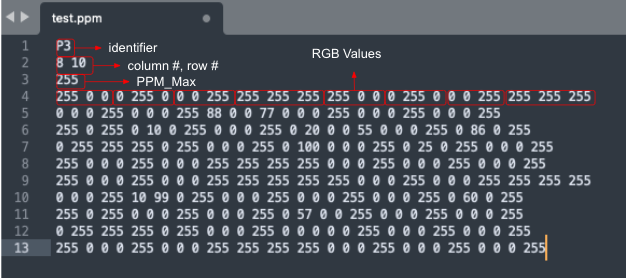 test.ppm
1 P3 identifier
2 8 10 column #, row # RGB Values
3 255 PPM_Max
4 255 0 0 0 255 0 0 0 255 255 255 255 255 0 0 0 255 0 0 0 255 255 255 255
5 0 0 0 255 0 0 0 255 88 0 0 77 0 0 0 255 0 0 0 255 0 0 0 255
6 255 0 255 0 10 0 255 0 0 0 255 0 20 0 0 55 0 0 0 255 0 86 0 255
7 0 255 255 255 0 255 0 0 0 255 0 100 0 0 0 255 0 25 0 255 0 0 0 255
8 255 0 0 0 255 0 0 0 255 255 255 255 255 0 0 0 255 0 0 0 255 0 0 0 255
9 255 0 0 0 255 0 0 0 255 255 255 255 255 0 0 0 255 0 0 0 255 255 255 255
10 0 0 0 255 10 99 0 255 0 0 0 255 0 0 0 255 0 0 0 255 0 60 0 255
11 255 0 255 0 0 0 255 0 0 0 255 0 57 0 0 255 0 0 0 255 0 0 0 255
12 0 255 255 255 0 255 0 0 0 255 0 0 0 0 0 255 0 0 0 255 0 0 0 255
13 255 0 0 0 255 0 0 0 255 255 255 255 0 0 0 255 0 0 0 255 0 0 0 255